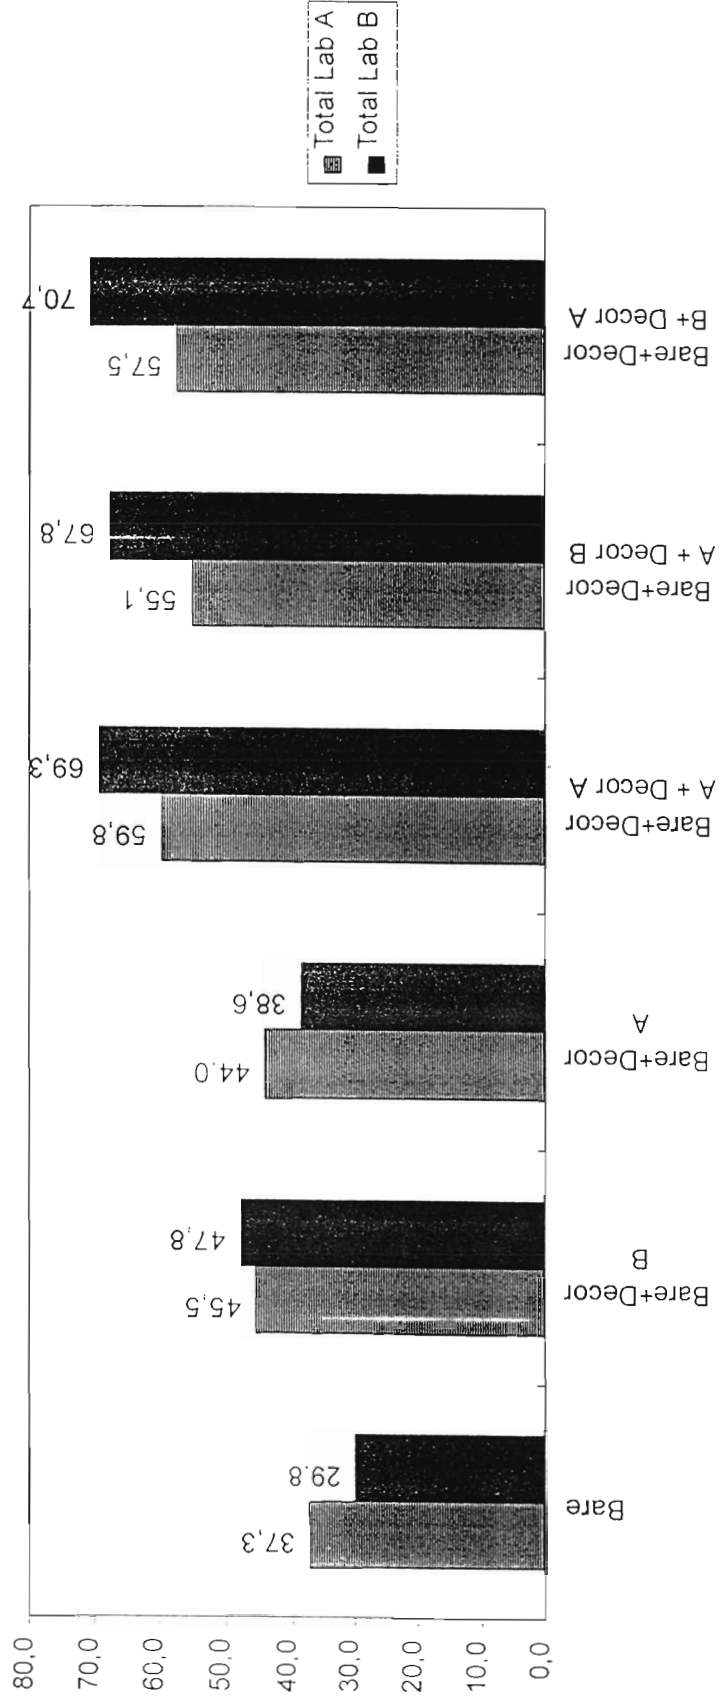 Total Lab A
Total Lab B
80,0
70,0
60,0
50,0
40,0
30,0
20,0
10,0
0,0
37,3
29.8
45,5
47,8
44.0
38,6
59,8
69,3
55,1
67,8
57,5
70,7
Bare
Bare+Decor
B
Bare+Decor
A
Bare+Decor
A + Decor A
Bare+Decor
A + Decor B
Bare+Decor
B+ Decor A